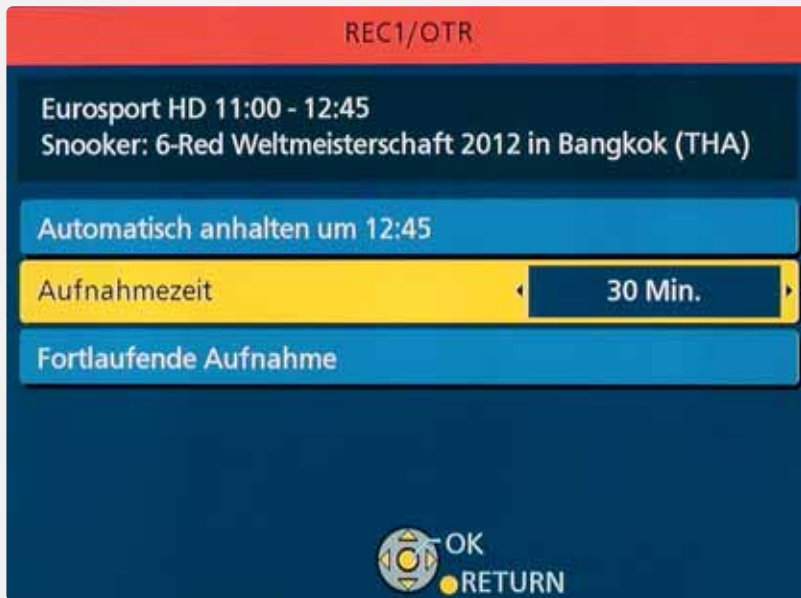 REC1/OTR
Eurosport HD 11:00 - 12:45
Snooker: 6-Red Weltmeisterschaft 2012 in Bangkok (THA)
Automatisch anhalten um 12:45
Aufnahmezeit 30 Min.
Fortlaufende Aufnahme
OK
RETURN